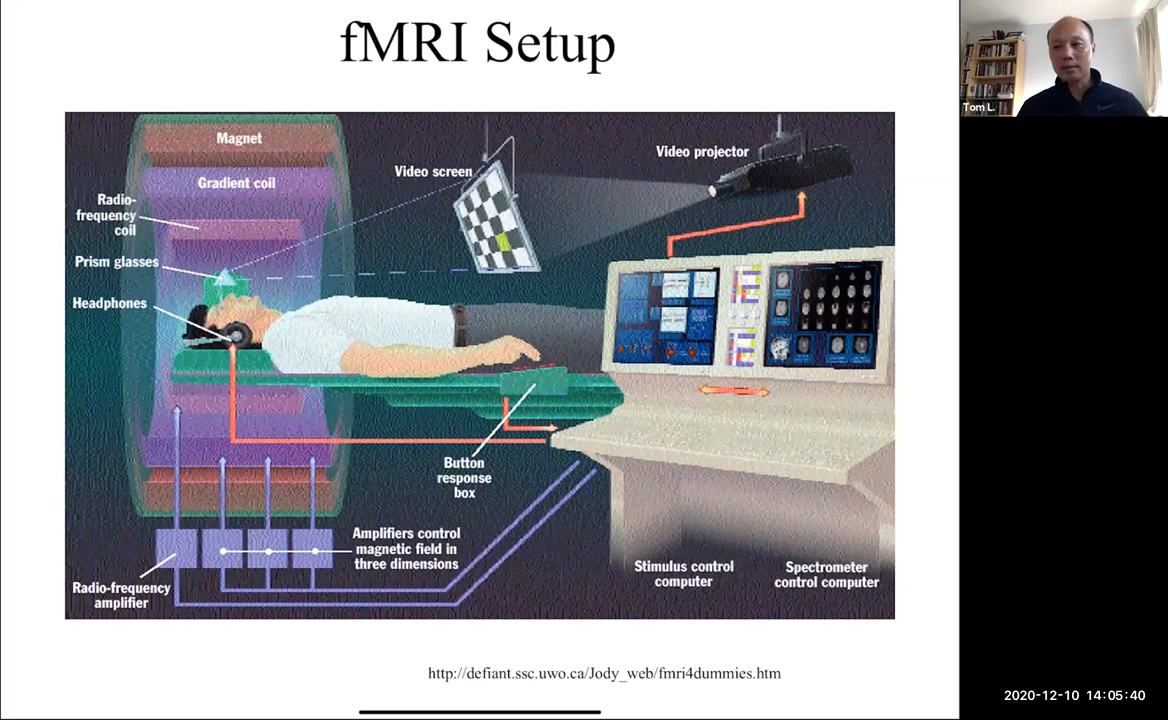 fMRI Setup
Tom L.
Magnet
Gradient coil
Radio-
frequency
coil
Prism glasses
Headphones
Video screen
Video projector
Button
response
box
Amplifiers control
magnetic field in
three dimensions
Radio-frequency
amplifier
Stimulus control
computer
Spectrometer
control computer
http://defiant.ssc.uwo.ca/Jody_web/fmri4dummies.htm
2020-12-10 14:05:40